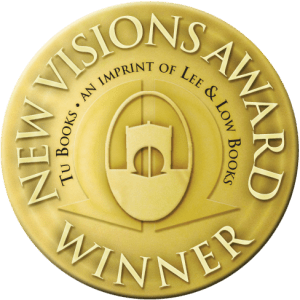 NEW VISIONS AWARD
TU BOOKS • AN IMPRINT OF LEE & LOW BOOKS
WINNER